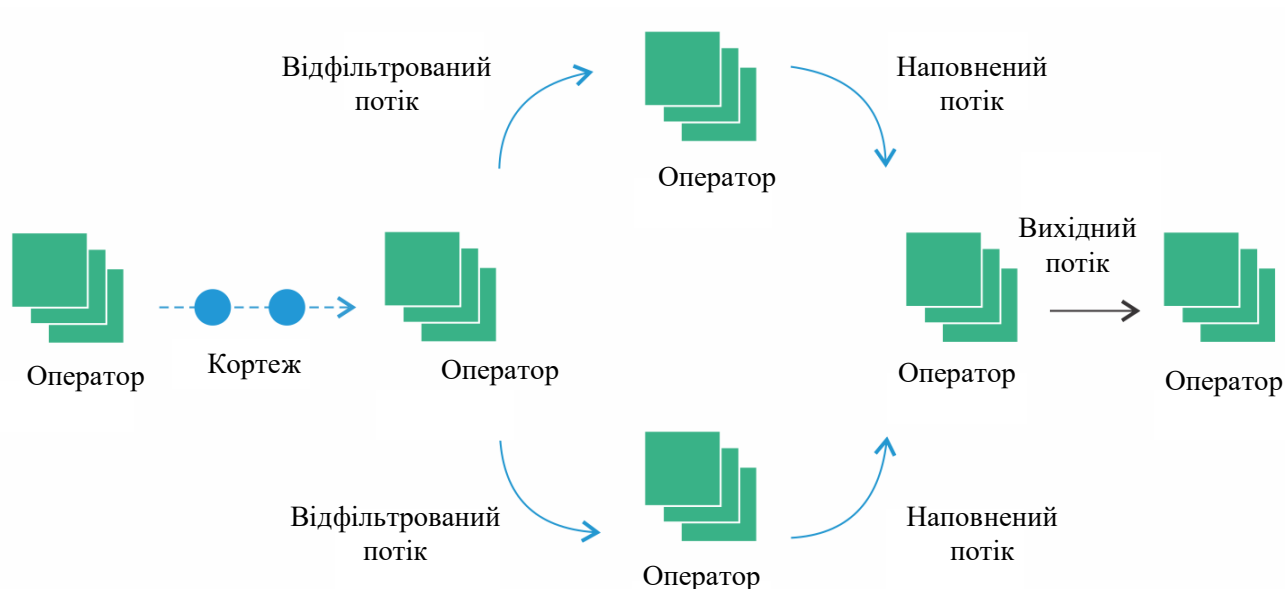 Відфільтрований
потік
Наповнений
потік
Оператор
Вихідний
потік
Оператор
Кортеж
Оператор
Оператор
Оператор
Відфільтрований
потік
Наповнений
потік
Оператор